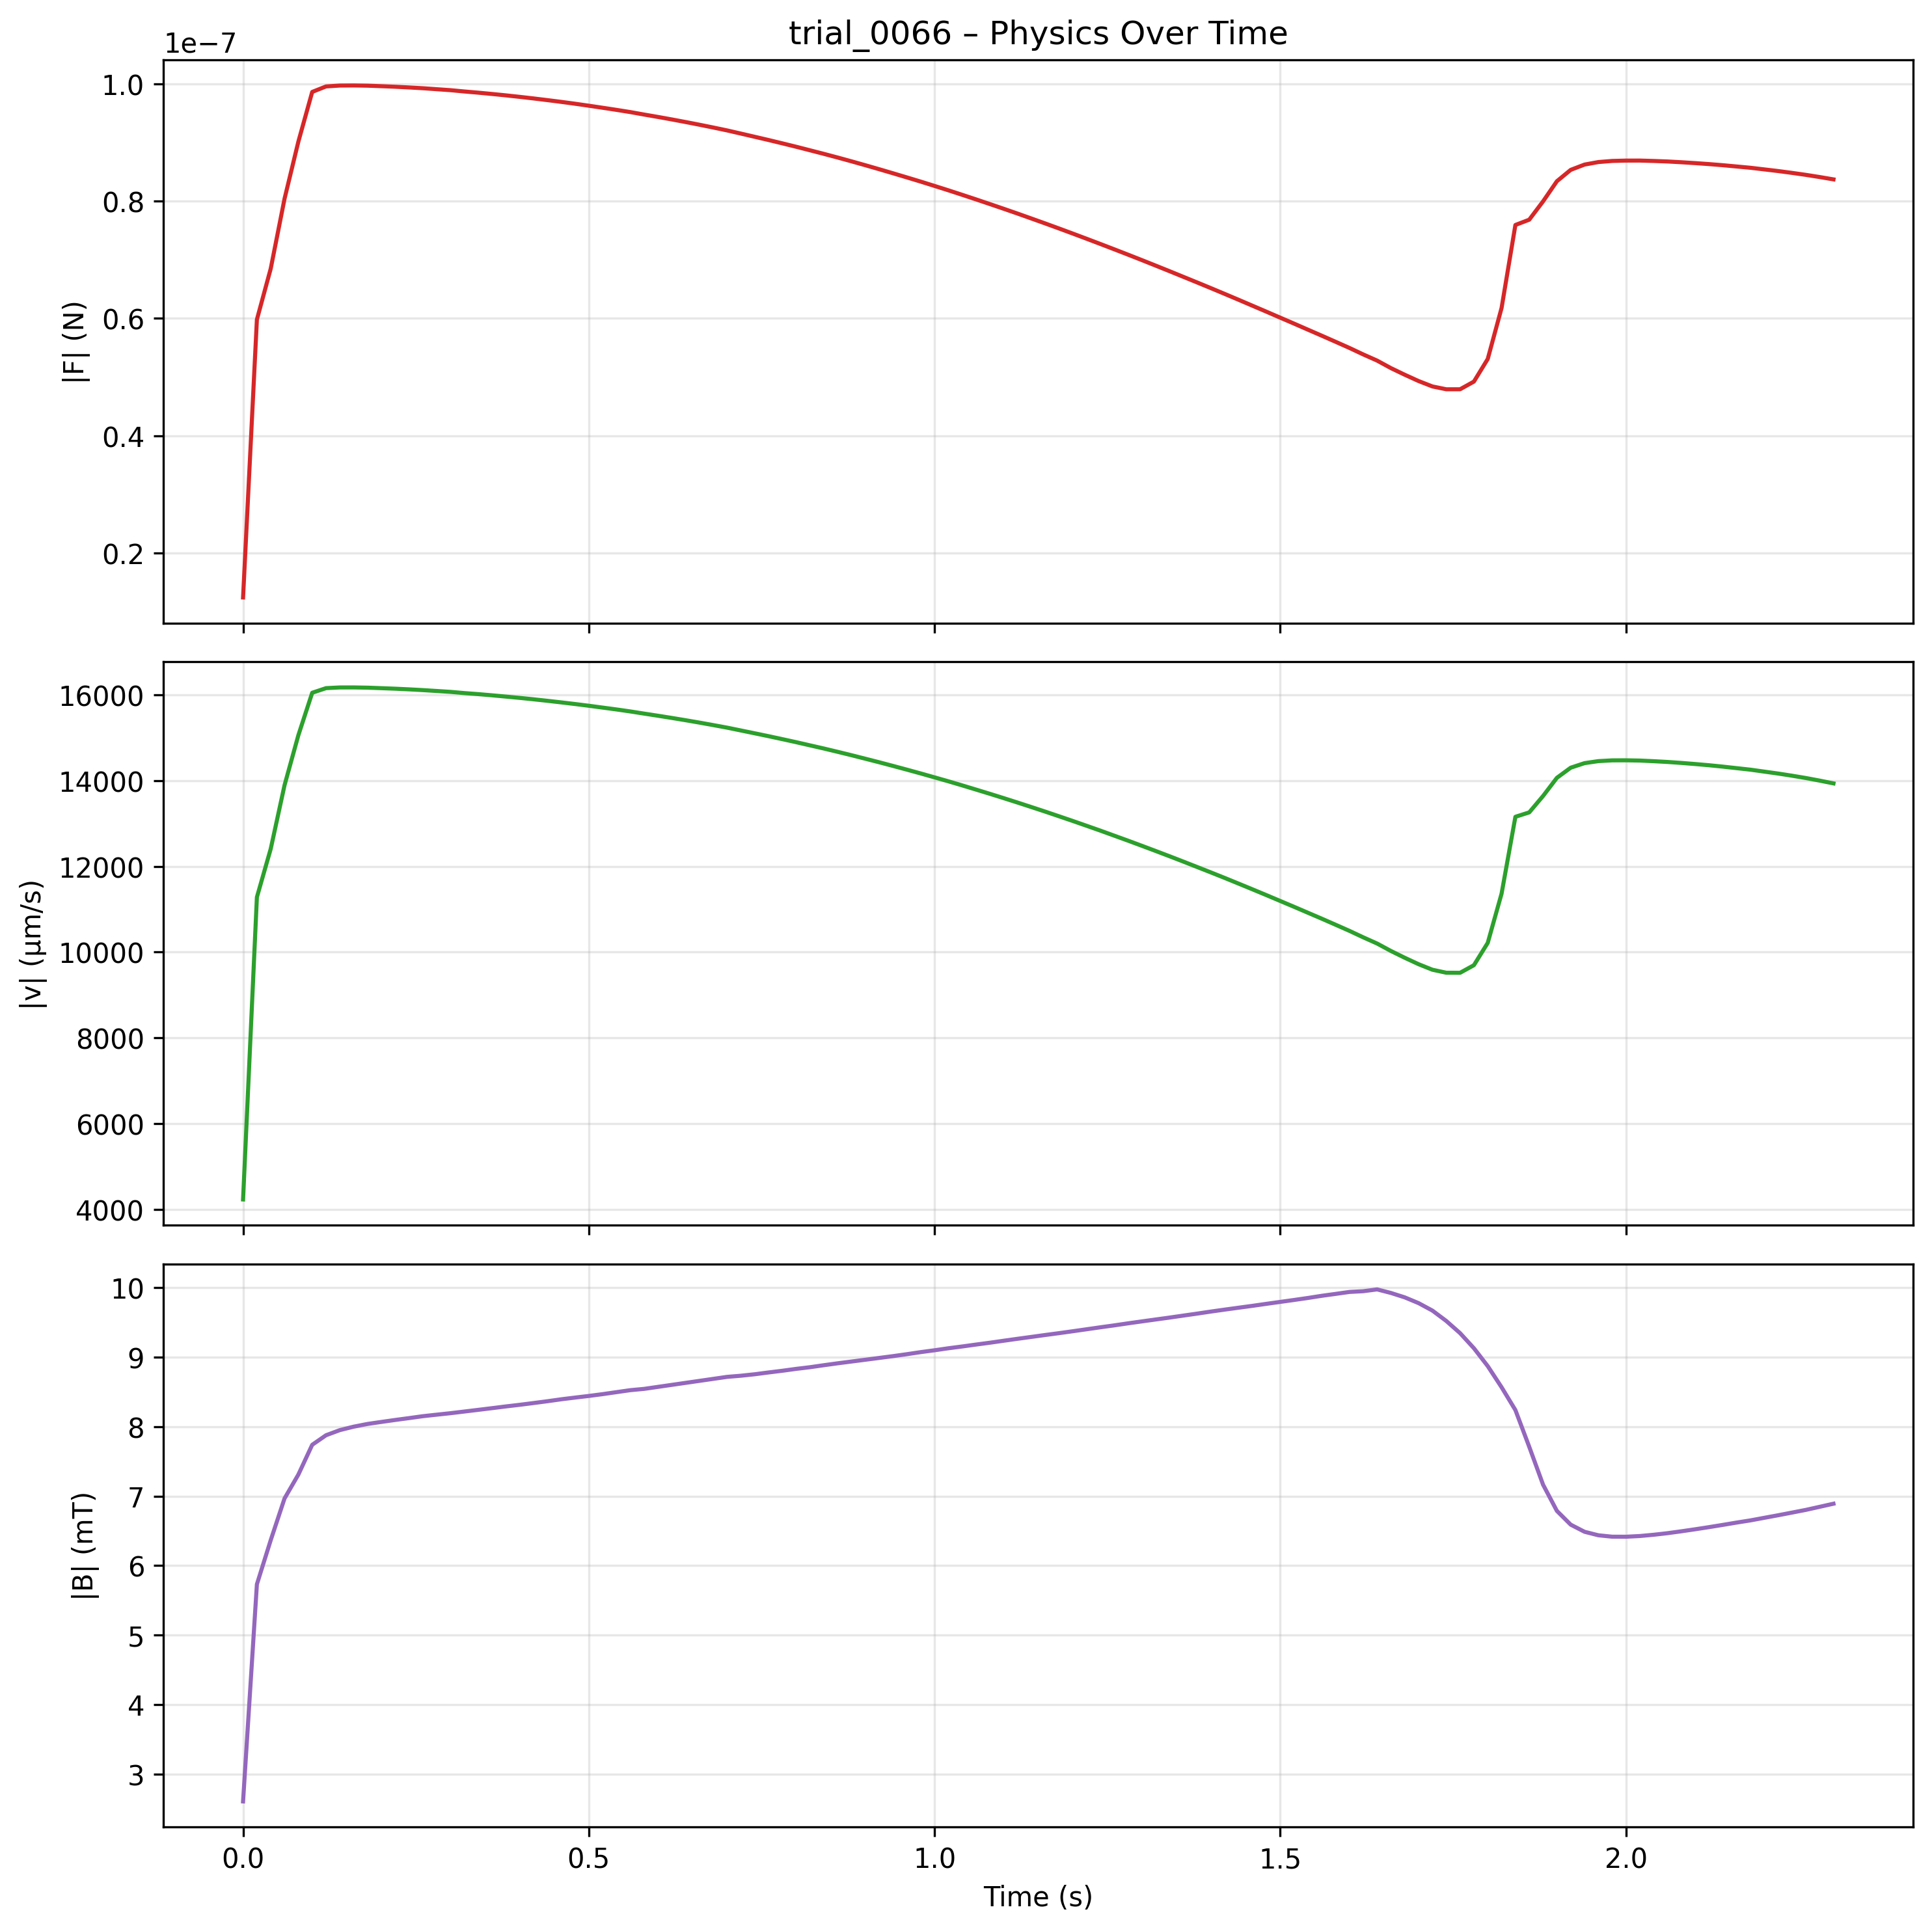 trial_0066 – Physics Over Time
1e−7
1.0
0.8
0.6
0.4
0.2
|F| (N)
16000
14000
12000
10000
8000
6000
4000
|v| (μm/s)
10
9
8
7
6
5
4
3
|B| (mT)
0.0 0.5 1.0 1.5 2.0
Time (s)